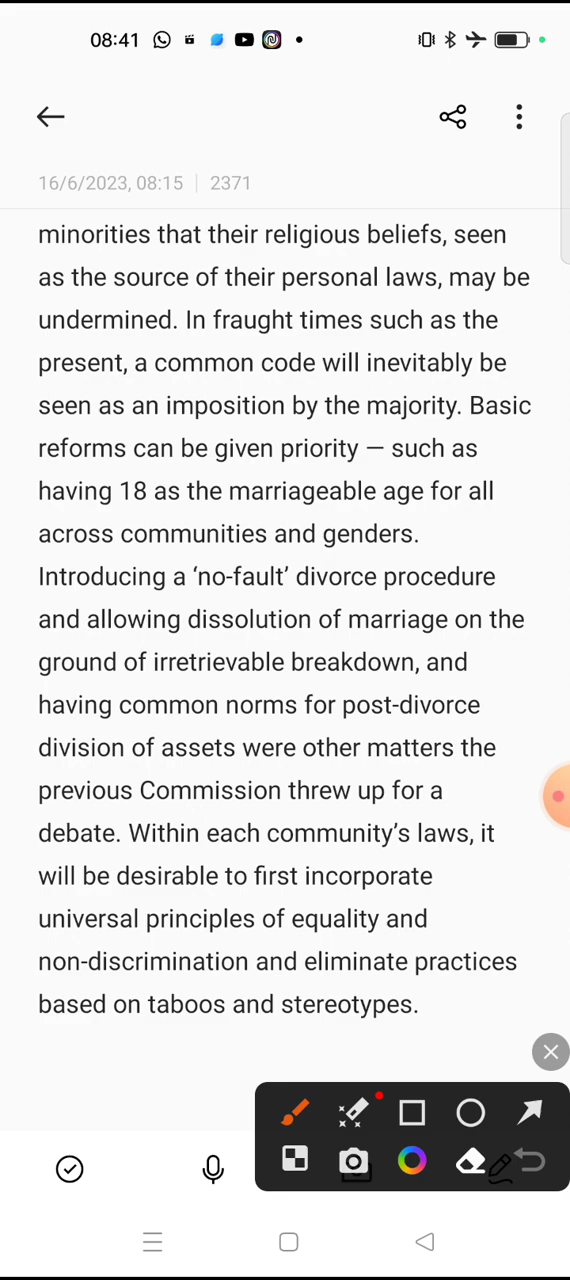 08:41
16/6/2023, 08:15 | 2371
minorities that their religious beliefs, seen
as the source of their personal laws, may be
undermined. In fraught times such as the
present, a common code will inevitably be
seen as an imposition by the majority. Basic
reforms can be given priority — such as
having 18 as the marriageable age for all
across communities and genders.
Introducing a ‘no-fault’ divorce procedure
and allowing dissolution of marriage on the
ground of irretrievable breakdown, and
having common norms for post-divorce
division of assets were other matters the
previous Commission threw up for a
debate. Within each community’s laws, it
will be desirable to first incorporate
universal principles of equality and
non-discrimination and eliminate practices
based on taboos and stereotypes.